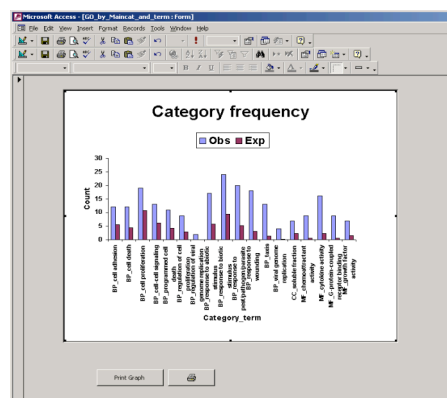 Microsoft Access - [GO_by_Maincat_and_term : Form]
File Edit View Insert Format Records Tools Window Help
B I U
Category frequency
Obs Exp
Count
30
25
20
15
10
5
0
BP_cell adhesion
BP_cell death
BP_cell proliferation
BP_cell-cell signaling
BP_programmed cell
death
BP_regulation of cell
proliferation
BP_regulation of viral
genome replication
BP_response to abiotic
stimulus
BP_response to biotic
stimulus
BP_response to
pest/pathogen/parasite
BP_response to
wounding
BP_taxis
BP_viral genome
replication
CC_soluble fraction
MF_chemoattractant
activity
MF_cytokine activity
MF_G-protein-coupled
receptor binding
MF_growth factor
activity
Category_term
Print Graph